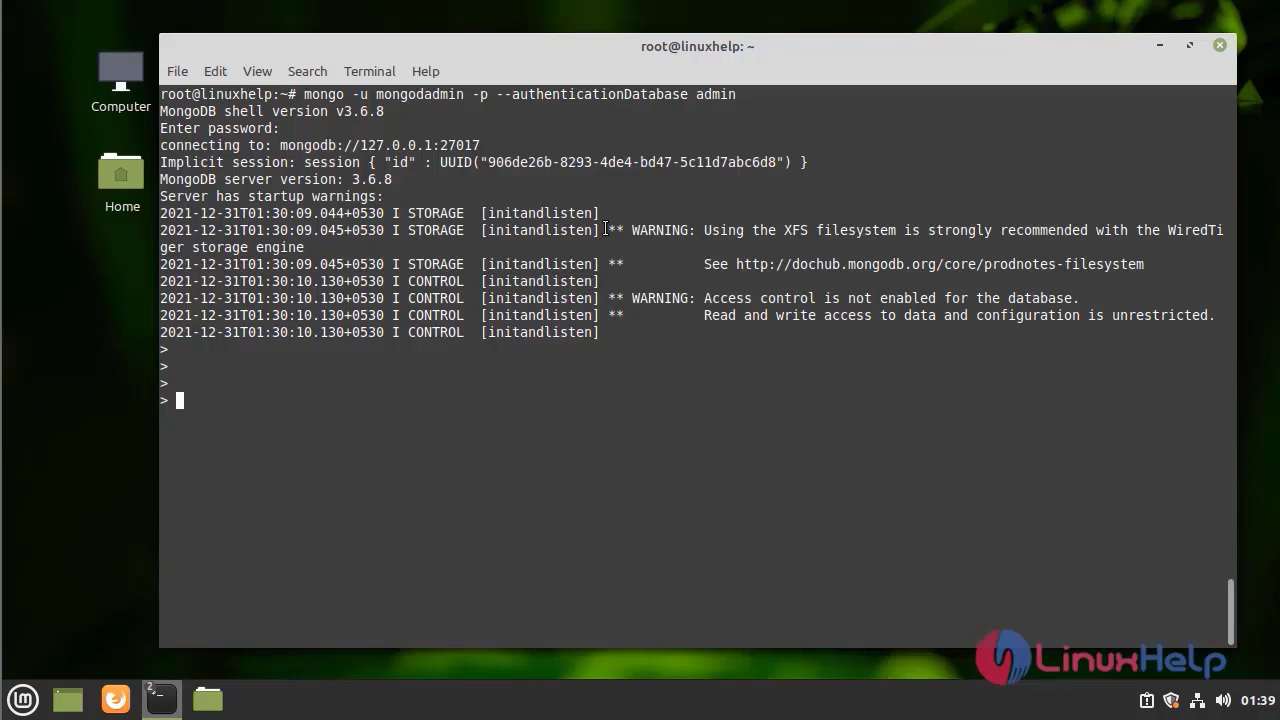 root@linuxhelp: ~
File Edit View Search Terminal Help
Computer
Home
root@linuxhelp:~# mongo -u mongodadmin -p --authenticationDatabase admin
MongoDB shell version v3.6.8
Enter password:
connecting to: mongodb://127.0.0.1:27017
Implicit session: session { "id" : UUID("906de26b-8293-4de4-bd47-5c11d7abc6d8") }
MongoDB server version: 3.6.8
Server has startup warnings:
2021-12-31T01:30:09.044+0530 I STORAGE  [initandlisten]
2021-12-31T01:30:09.045+0530 I STORAGE  [initandlisten] ** WARNING: Using the XFS filesystem is strongly recommended with the WiredTi
ger storage engine
2021-12-31T01:30:09.045+0530 I STORAGE  [initandlisten] **          See http://dochub.mongodb.org/core/prodnotes-filesystem
2021-12-31T01:30:10.130+0530 I CONTROL  [initandlisten]
2021-12-31T01:30:10.130+0530 I CONTROL  [initandlisten] ** WARNING: Access control is not enabled for the database.
2021-12-31T01:30:10.130+0530 I CONTROL  [initandlisten] **          Read and write access to data and configuration is unrestricted.
2021-12-31T01:30:10.130+0530 I CONTROL  [initandlisten]
>
>
>
>
LinuxHelp
2
01:39